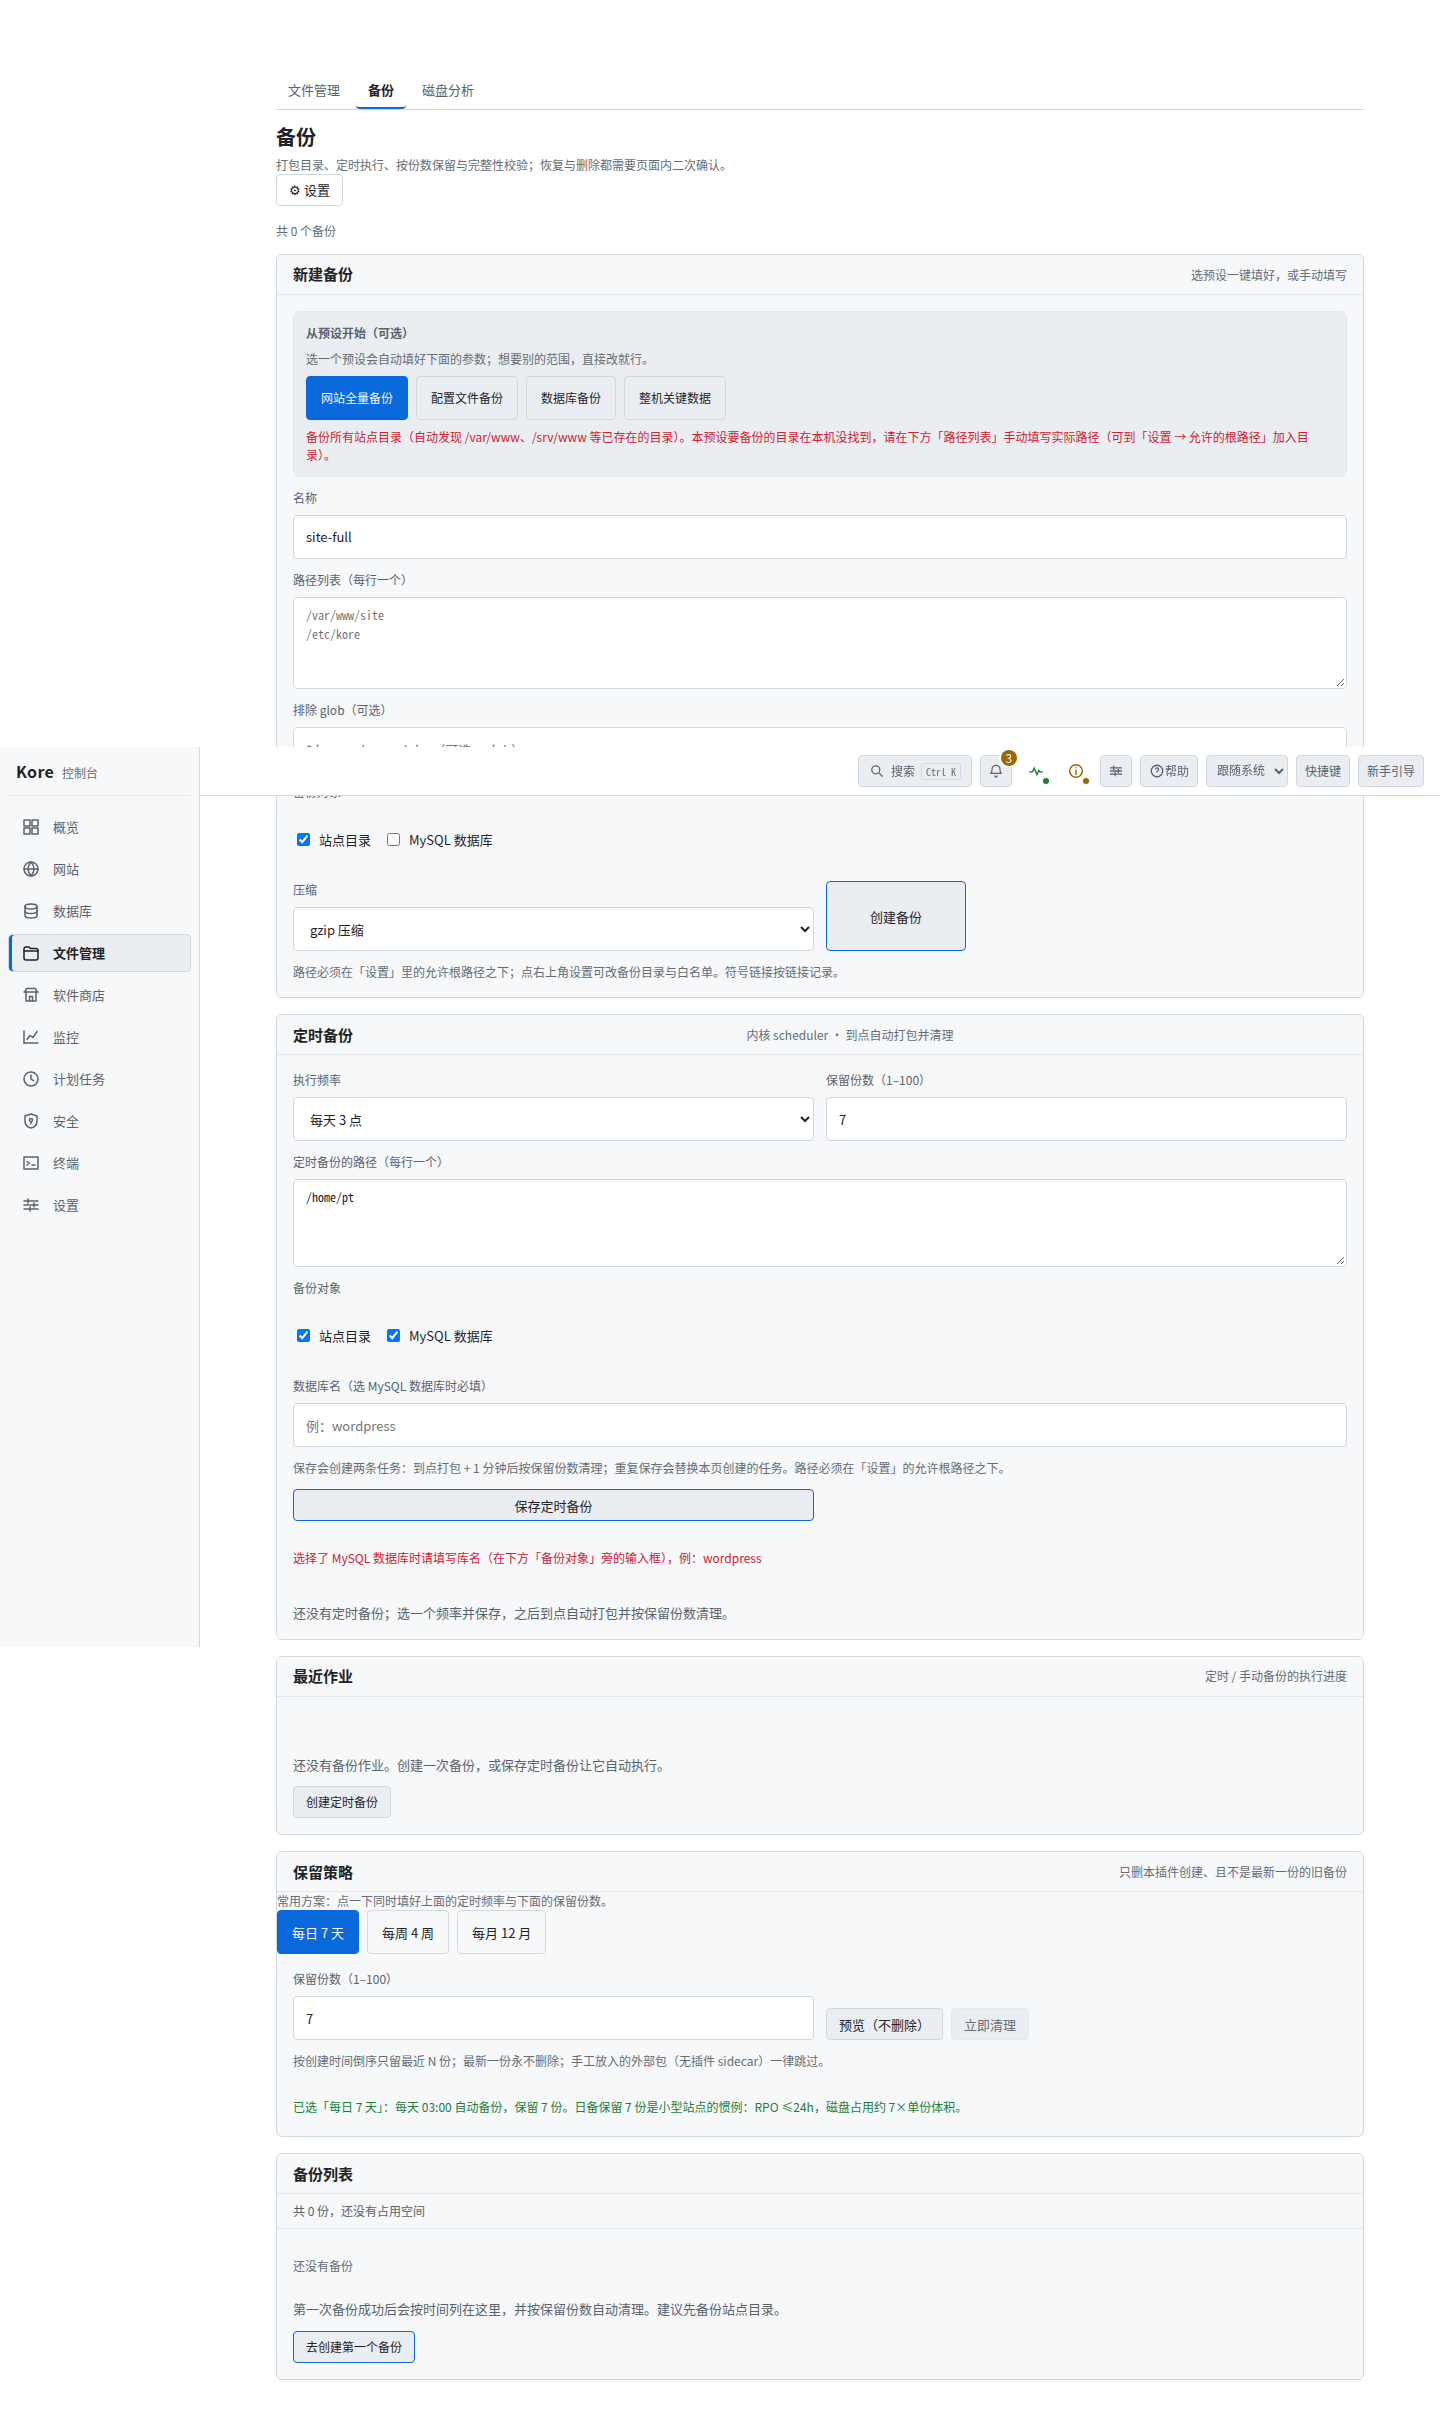 文件管理 备份 磁盘分析
备份
打包目录、定时执行、按份数保留与完整性校验；恢复与删除都需要页面内二次确认。
⚙ 设置
共 0 个备份
新建备份 选预设一键填好，或手动填写
从预设开始（可选）
选一个预设会自动填好下面的参数；想要别的范围，直接改就行。
网站全量备份 配置文件备份 数据库备份 整机关键数据
备份所有站点目录（自动发现 /var/www、/srv/www 等已存在的目录）。本预设要备份的目录在本机没找到，请在下方「路径列表」手动填写实际路径（可到「设置 → 允许的根路径」加入目
录）。
名称
site-full
路径列表（每行一个）
/var/www/site
/etc/kore
排除 glob（可选）
Kore 控制台
搜索 Ctrl K 3 帮助 跟随系统 快捷键 新手引导
概览
网站
数据库
文件管理
软件商店
监控
计划任务
安全
终端
设置
站点目录 MySQL 数据库
压缩
gzip 压缩 创建备份
路径必须在「设置」里的允许根路径之下；点右上角设置可改备份目录与白名单。符号链接按链接记录。
定时备份 内核 scheduler · 到点自动打包并清理
执行频率 保留份数（1–100）
每天 3 点 7
定时备份的路径（每行一个）
/home/pt
备份对象
站点目录 MySQL 数据库
数据库名（选 MySQL 数据库时必填）
例：wordpress
保存会创建两条任务：到点打包 + 1 分钟后按保留份数清理；重复保存会替换本页创建的任务。路径必须在「设置」的允许根路径之下。
保存定时备份
选择了 MySQL 数据库时请填写库名（在下方「备份对象」旁的输入框），例：wordpress
还没有定时备份；选一个频率并保存，之后到点自动打包并按保留份数清理。
最近作业 定时 / 手动备份的执行进度
还没有备份作业。创建一次备份，或保存定时备份让它自动执行。
创建定时备份
保留策略 只删本插件创建、且不是最新一份的旧备份
常用方案：点一下同时填好上面的定时频率与下面的保留份数。
每日 7 天 每周 4 周 每月 12 月
保留份数（1–100）
7 预览（不删除） 立即清理
按创建时间倒序只留最近 N 份；最新一份永不删除；手工放入的外部包（无插件 sidecar）一律跳过。
已选「每日 7 天」：每天 03:00 自动备份，保留 7 份。日备保留 7 份是小型站点的惯例：RPO ≤24h，磁盘占用约 7×单份体积。
备份列表
共 0 份，还没有占用空间
还没有备份
第一次备份成功后会按时间列在这里，并按保留份数自动清理。建议先备份站点目录。
去创建第一个备份